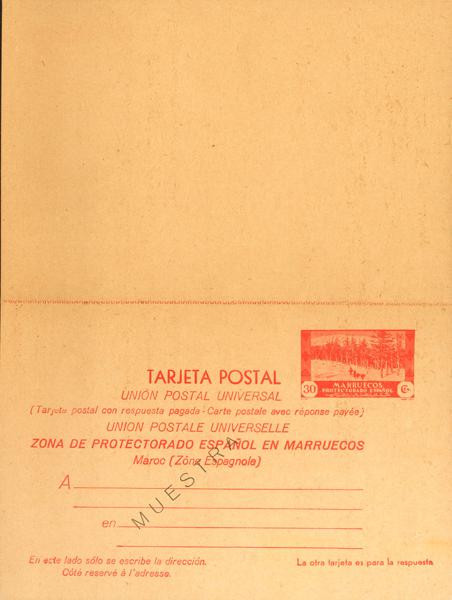 30 MARRUECOS Cs.
PROTECTORADO ESPAÑOL
TARJETA POSTAL
UNIÓN POSTAL UNIVERSAL
(Tarjeta postal con respuesta pagada - Carte postale avec réponse payée)
UNION POSTALE UNIVERSELLE
ZONA DE PROTECTORADO ESPAÑOL EN MARRUECOS
Maroc (Zône Espagnole)
A
en
MUESTRA
En este lado sólo se escribe la dirección.
Côté reservé à l'adresse.
La otra tarjeta es para la respuesta